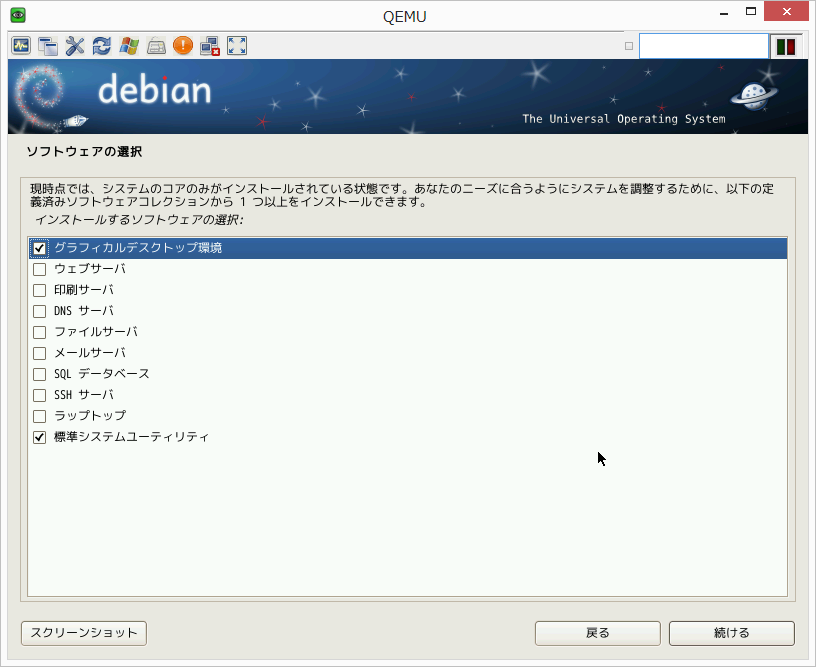 QEMU
debian
The Universal Operating System
ソフトウェアの選択
現時点では、システムのコアのみがインストールされている状態です。あなたのニーズに合うようにシステムを調整するために、以下の定
義済みソフトウェアコレクションから 1 つ以上をインストールできます。
インストールするソフトウェアの選択:
グラフィカルデスクトップ環境
ウェブサーバ
印刷サーバ
DNS サーバ
ファイルサーバ
メールサーバ
SQL データベース
SSH サーバ
ラップトップ
標準システムユーティリティ
スクリーンショット
戻る
続ける